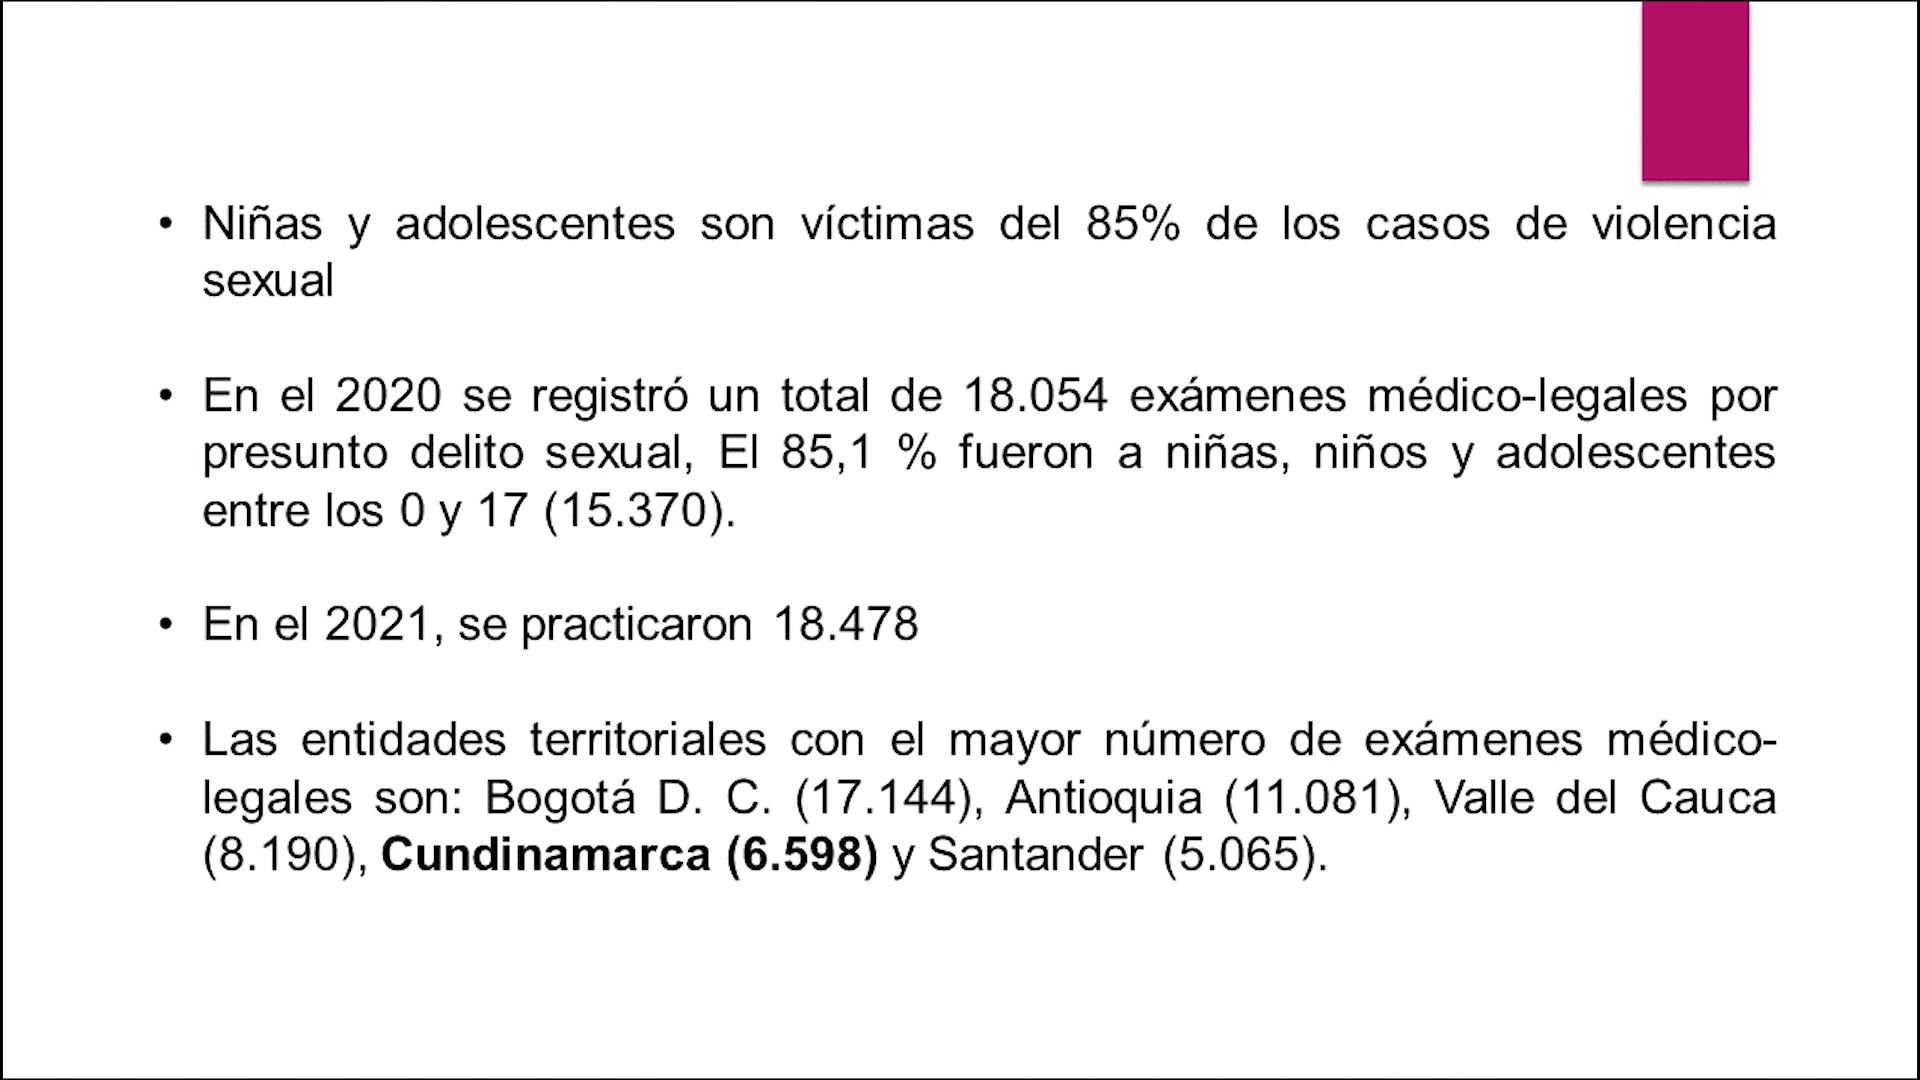 • Niñas y adolescentes son víctimas del 85% de los casos de violencia
sexual
• En el 2020 se registró un total de 18.054 exámenes médico-legales por
presunto delito sexual, El 85,1 % fueron a niñas, niños y adolescentes
entre los 0 y 17 (15.370).
• En el 2021, se practicaron 18.478
• Las entidades territoriales con el mayor número de exámenes médico-
legales son: Bogotá D. C. (17.144), Antioquia (11.081), Valle del Cauca
(8.190), Cundinamarca (6.598) y Santander (5.065).